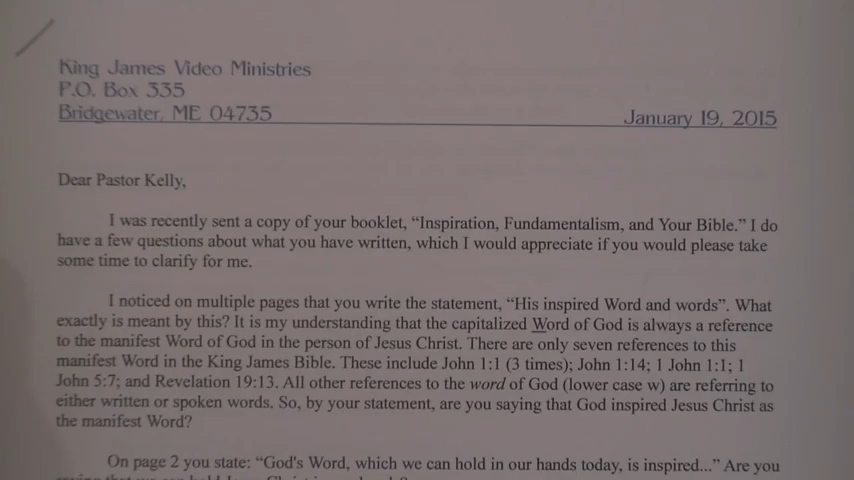 King James Video Ministries
P.O. Box 335
Bridgewater, ME 04735
January 19, 2015
Dear Pastor Kelly,
I was recently sent a copy of your booklet, “Inspiration, Fundamentalism, and Your Bible.” I do
have a few questions about what you have written, which I would appreciate if you would please take
some time to clarify for me.
I noticed on multiple pages that you write the statement, “His inspired Word and words”. What
exactly is meant by this? It is my understanding that the capitalized Word of God is always a reference
to the manifest Word of God in the person of Jesus Christ. There are only seven references to this
manifest Word in the King James Bible. These include John 1:1 (3 times); John 1:14; 1 John 1:1; 1
John 5:7; and Revelation 19:13. All other references to the word of God (lower case w) are referring to
either written or spoken words. So, by your statement, are you saying that God inspired Jesus Christ as
the manifest Word?
On page 2 you state: “God's Word, which we can hold in our hands today, is inspired...” Are you